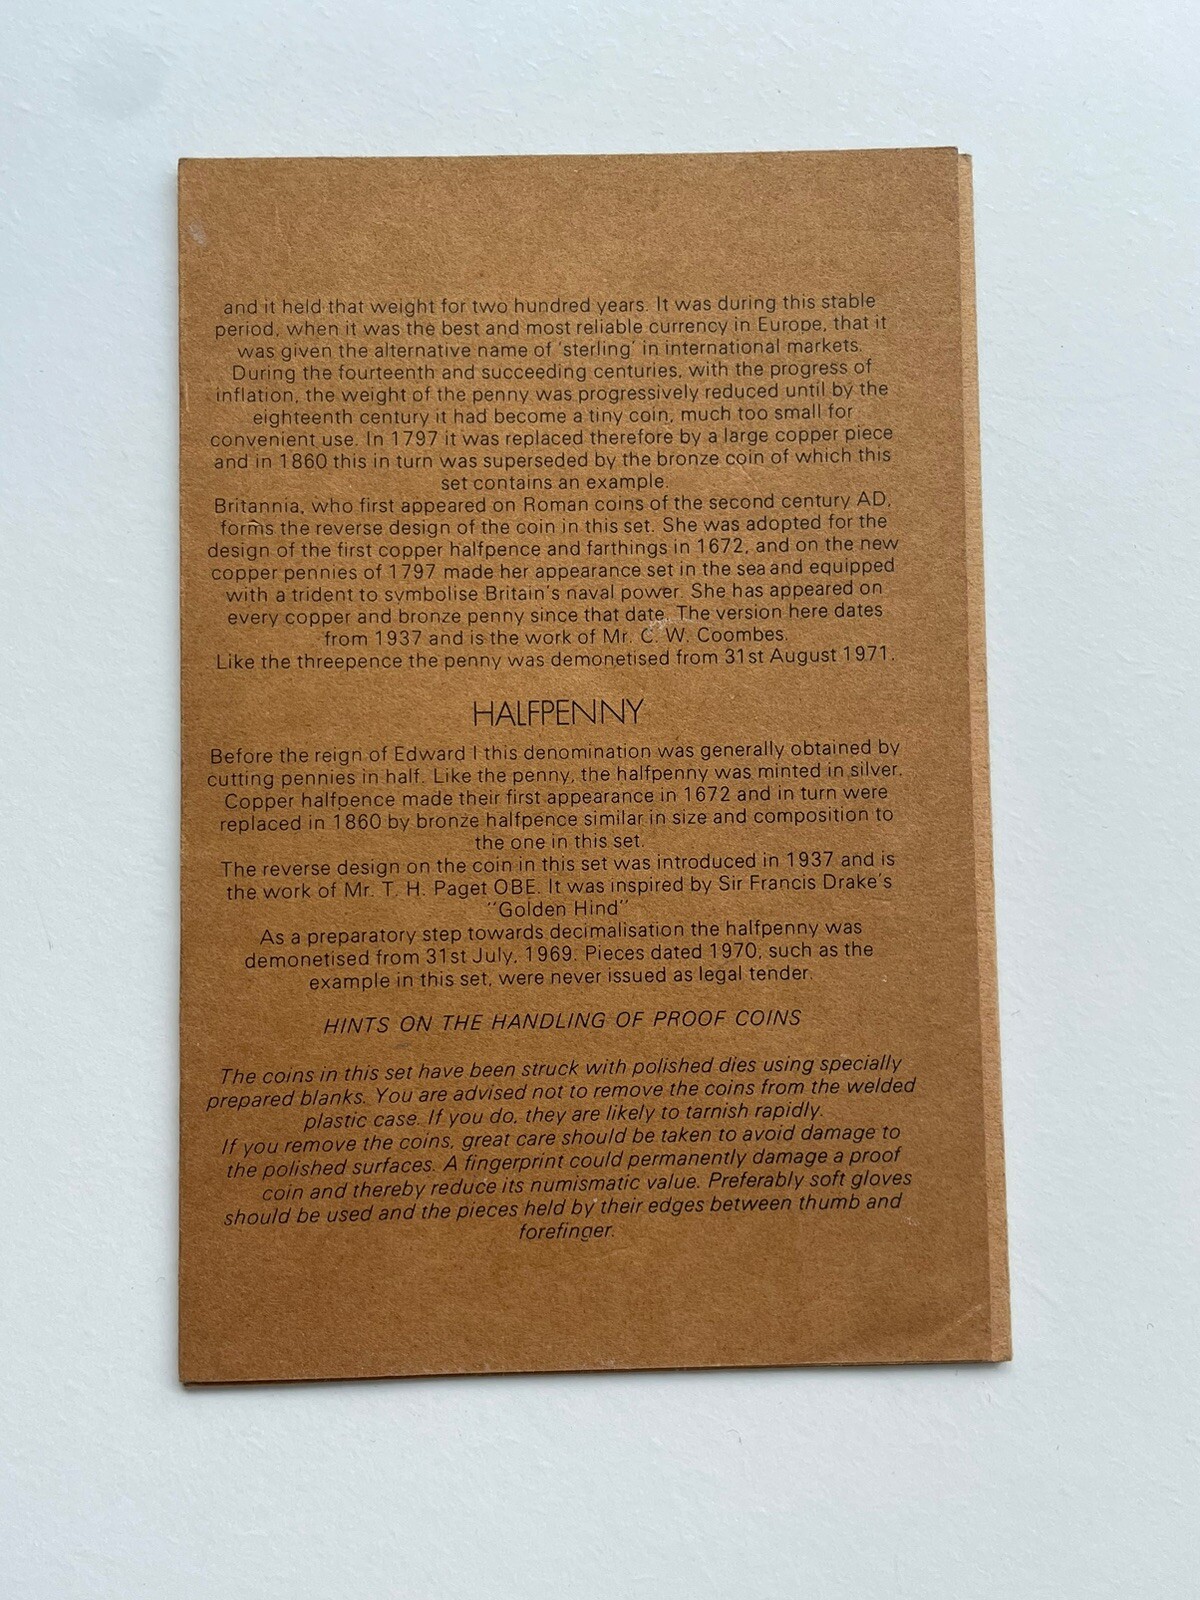 and it held that weight for two hundred years. It was during this stable
period, when it was the best and most reliable currency in Europe, that it
was given the alternative name of 'sterling' in international markets.
During the fourteenth and succeeding centuries, with the progress of
inflation, the weight of the penny was progressively reduced until by the
eighteenth century it had become a tiny coin, much too small for
convenient use. In 1797 it was replaced therefore by a large copper piece
and in 1860 this in turn was superseded by the bronze coin of which this
set contains an example.
Britannia, who first appeared on Roman coins of the second century AD,
forms the reverse design of the coin in this set. She was adopted for the
design of the first copper halfpence and farthings in 1672, and on the new
copper pennies of 1797 made her appearance set in the sea and equipped
with a trident to symbolise Britain's naval power. She has appeared on
every copper and bronze penny since that date. The version here dates
from 1937 and is the work of Mr. C. W. Coombes.
Like the threepence the penny was demonetised from 31st August 1971.
HALFPENNY
Before the reign of Edward I this denomination was generally obtained by
cutting pennies in half. Like the penny, the halfpenny was minted in silver.
Copper halfpence made their first appearance in 1672 and in turn were
replaced in 1860 by bronze halfpence similar in size and composition to
the one in this set.
The reverse design on the coin in this set was introduced in 1937 and is
the work of Mr. T. H. Paget OBE. It was inspired by Sir Francis Drake's
"Golden Hind"
As a preparatory step towards decimalisation the halfpenny was
demonetised from 31st July, 1969. Pieces dated 1970, such as the
example in this set, were never issued as legal tender.
HINTS ON THE HANDLING OF PROOF COINS
The coins in this set have been struck with polished dies using specially
prepared blanks. You are advised not to remove the coins from the welded
plastic case. If you do, they are likely to tarnish rapidly.
If you remove the coins, great care should be taken to avoid damage to
the polished surfaces. A fingerprint could permanently damage a proof
coin and thereby reduce its numismatic value. Preferably soft gloves
should be used and the pieces held by their edges between thumb and
forefinger.